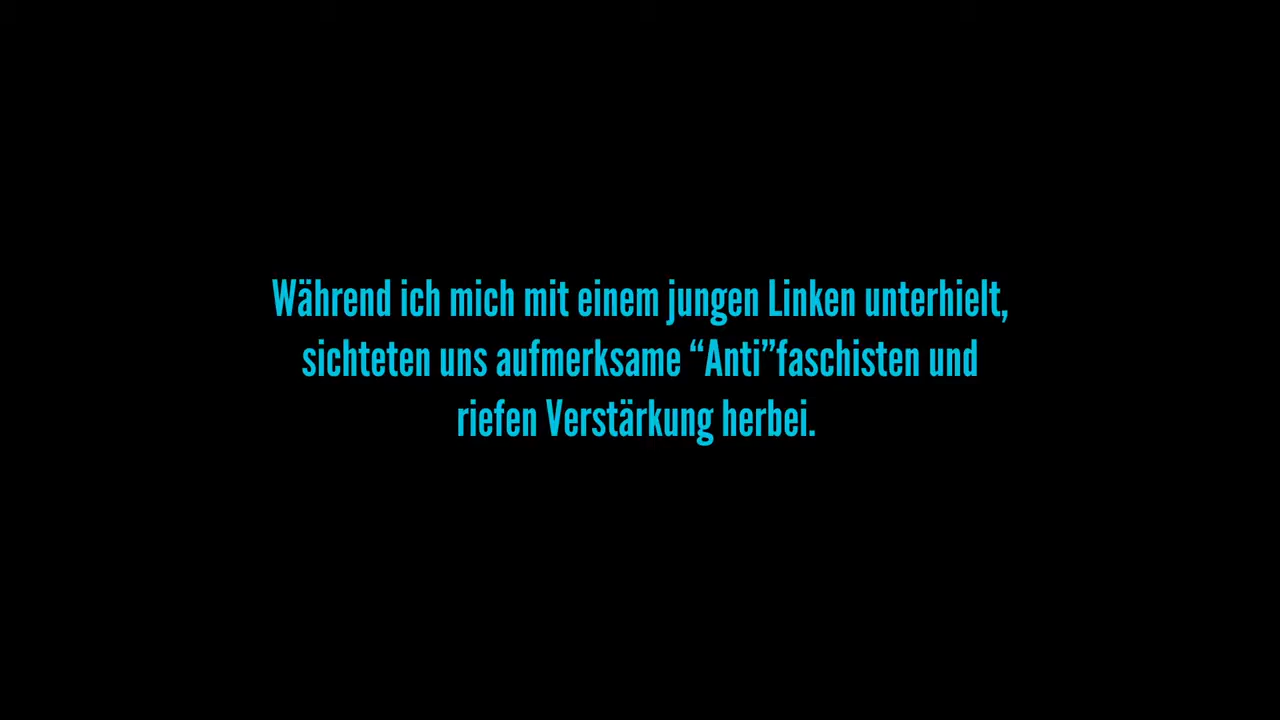 Während ich mich mit einem jungen Linken unterhielt,
sichteten uns aufmerksame “Anti”faschisten und
riefen Verstärkung herbei.